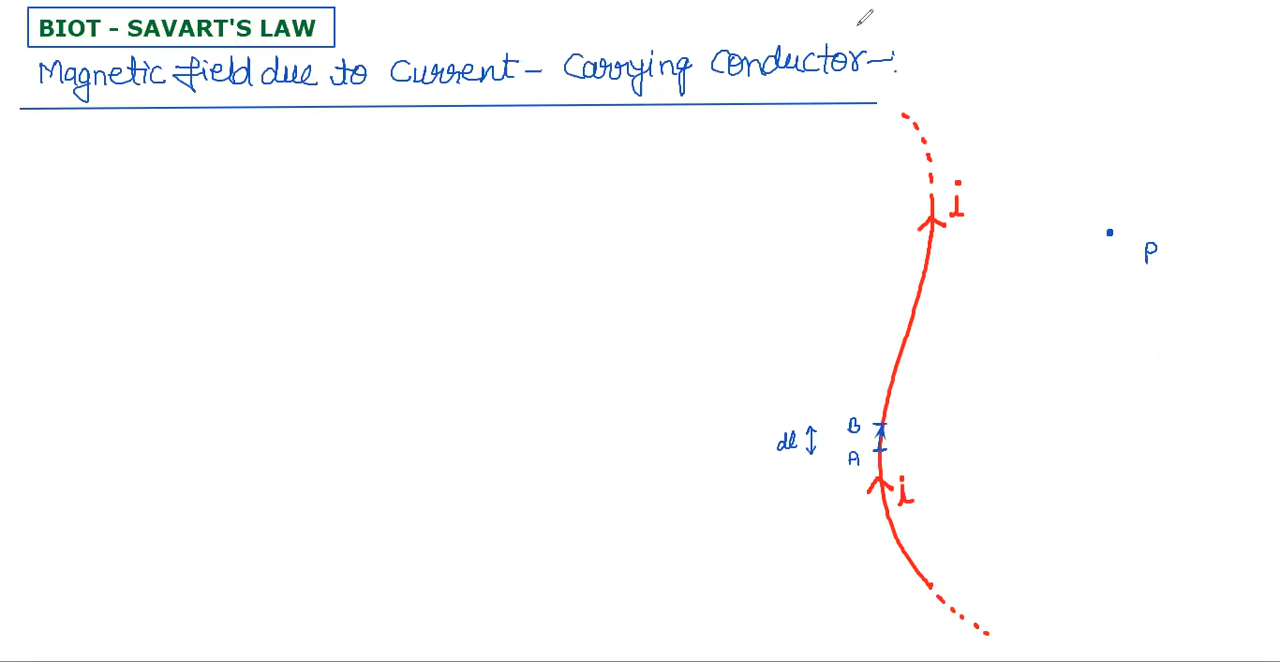 BIOT - SAVART'S LAW
Magnetic field due to Current - Carrying Conductor-:
i
P
B
dl
A
i